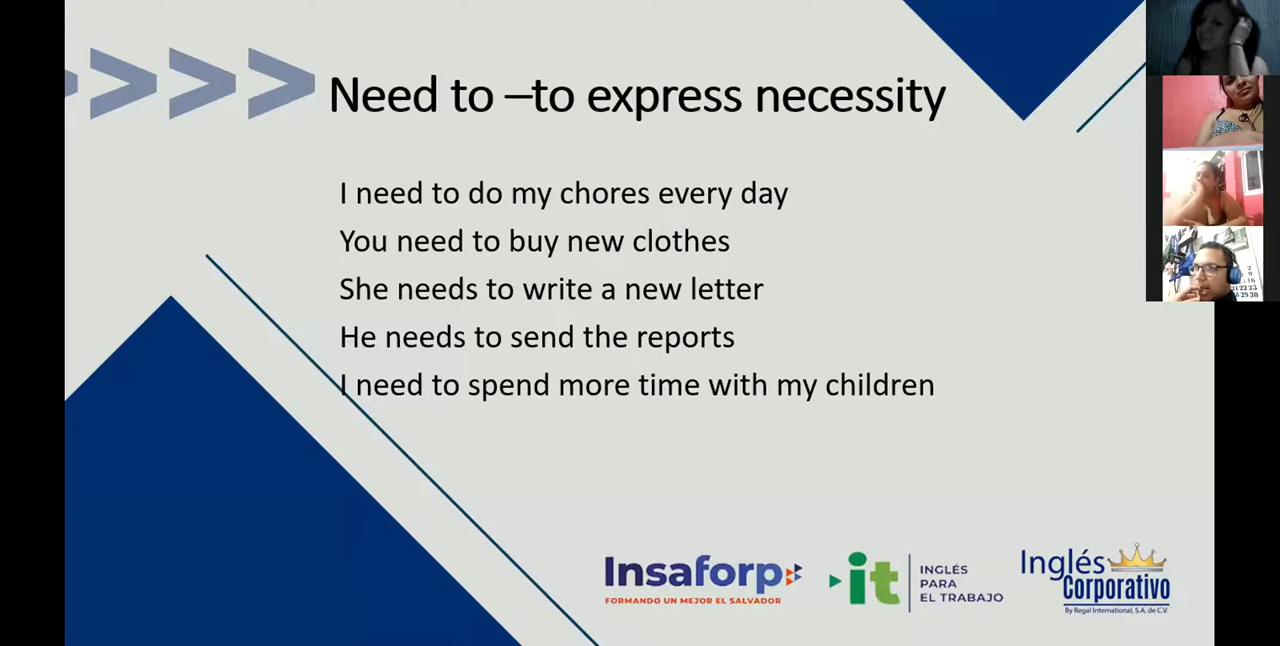 Need to –to express necessity
I need to do my chores every day
You need to buy new clothes
She needs to write a new letter
He needs to send the reports
I need to spend more time with my children
Insaforp
FORMANDO UN MEJOR EL SALVADOR
it
INGLÉS
PARA
EL TRABAJO
Inglés
Corporativo
By Regal International, S.A. de C.V.